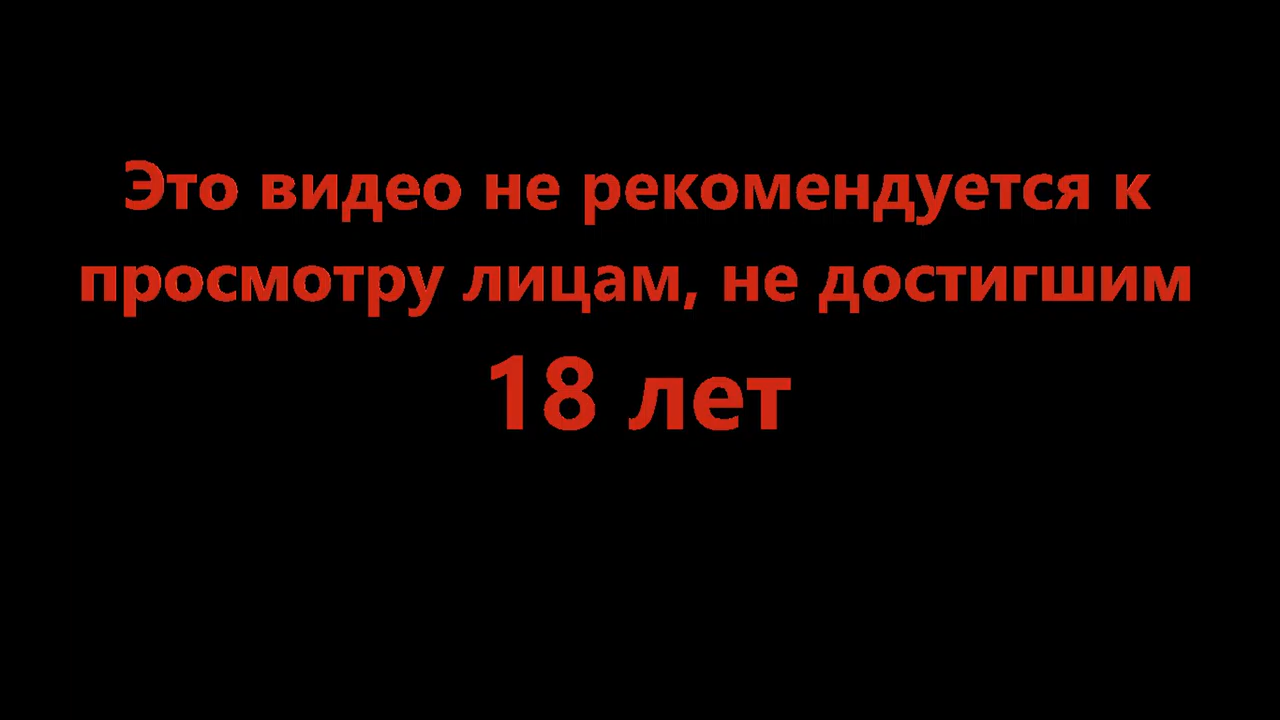 Это видео не рекомендуется к
просмотру лицам, не достигшим
18 лет